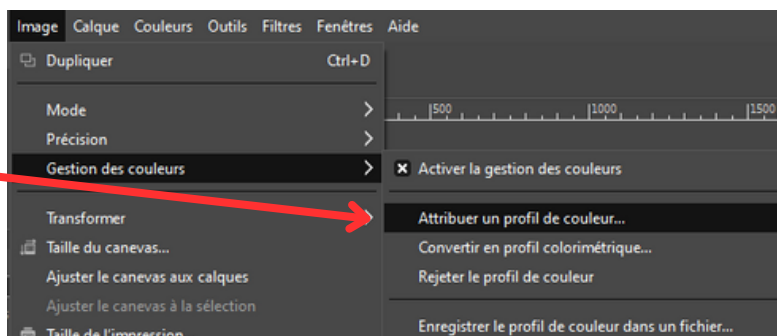 Image Calque Couleurs Outils Filtres Fenêtres Aide
Dupliquer Ctrl+D
500 1000 1500
Mode
Précision
Gestion des couleurs
Activer la gestion des couleurs
Transformer
Attribuer un profil de couleur...
Taille du canevas...
Convertir en profil colorimétrique...
Ajuster le canevas aux calques
Rejeter le profil de couleur
Ajuster le canevas à la sélection
Taille de l'impression
Enregistrer le profil de couleur dans un fichier...